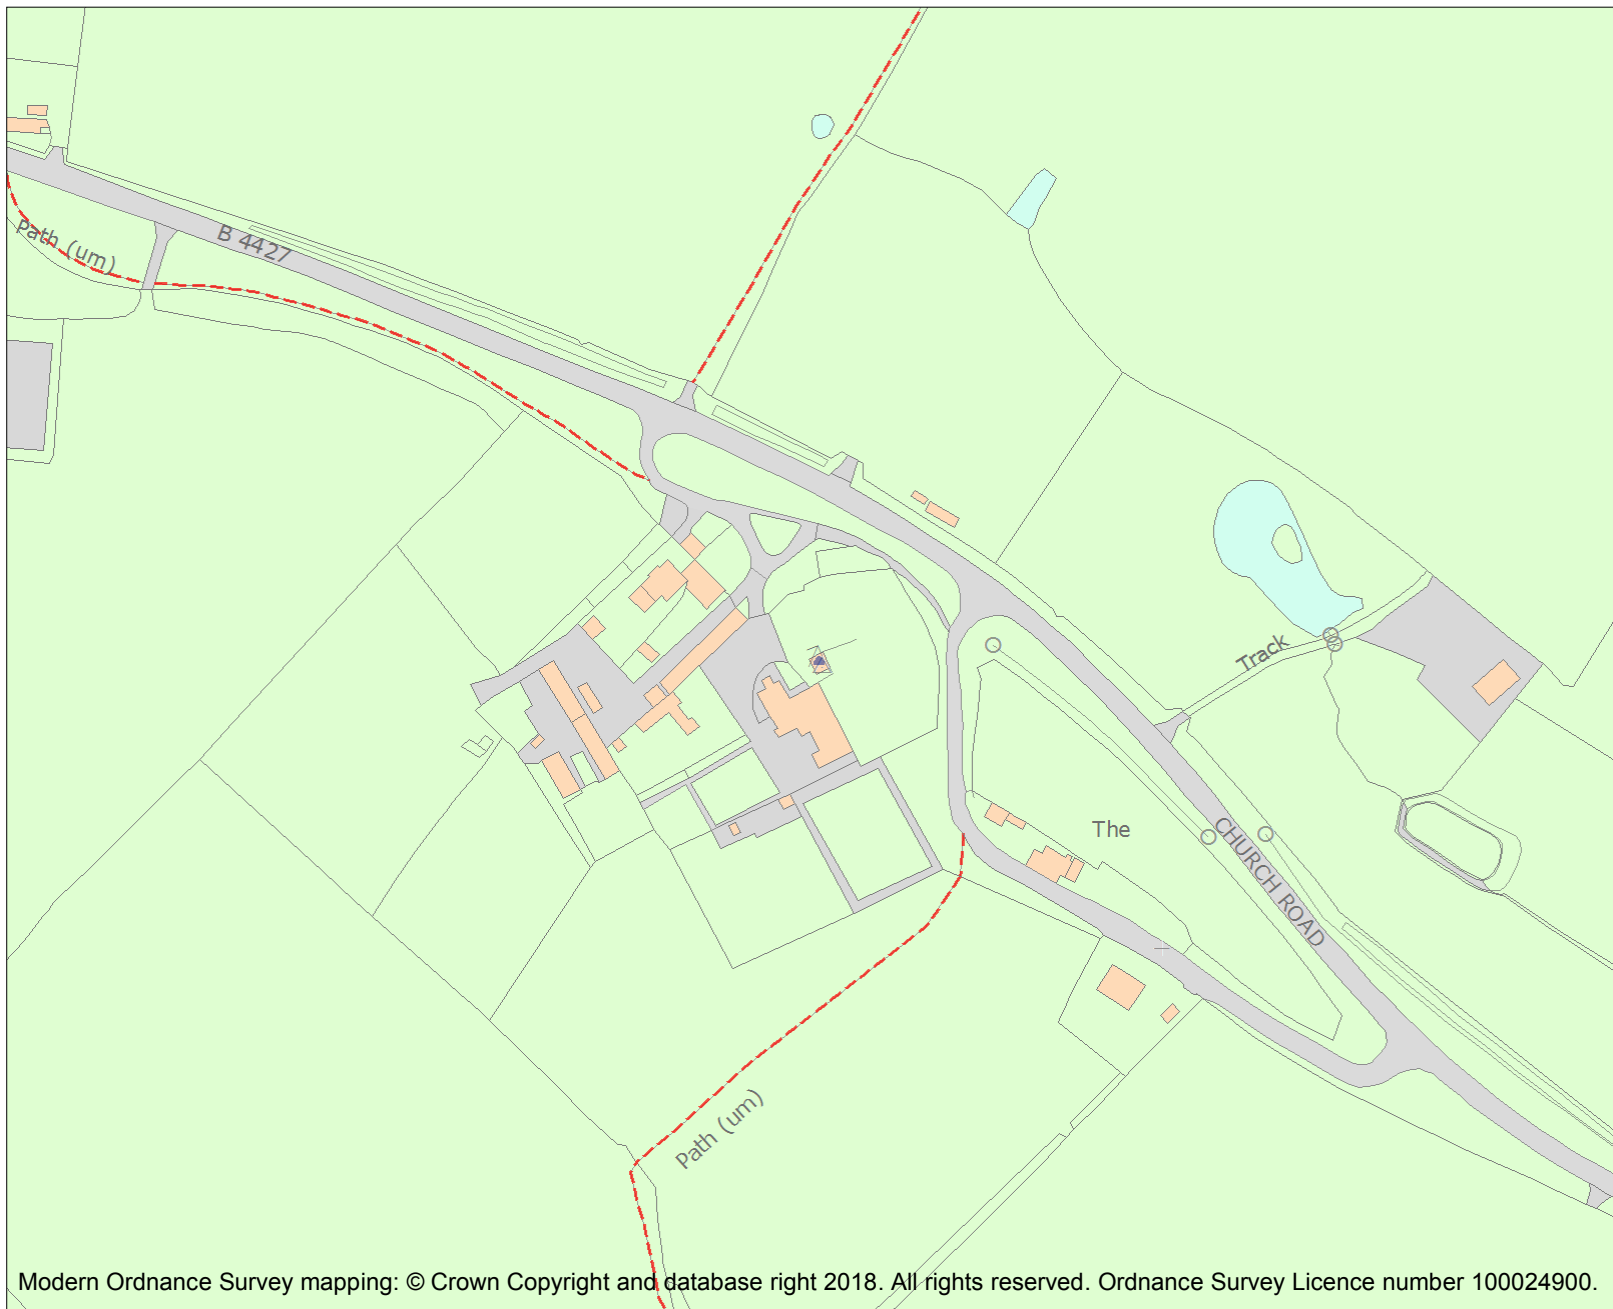 Path (um)
B 4427
Track
The
CHURCH ROAD
Path (um)
Modern Ordnance Survey mapping: © Crown Copyright and database right 2018. All rights reserved. Ordnance Survey Licence number 100024900.